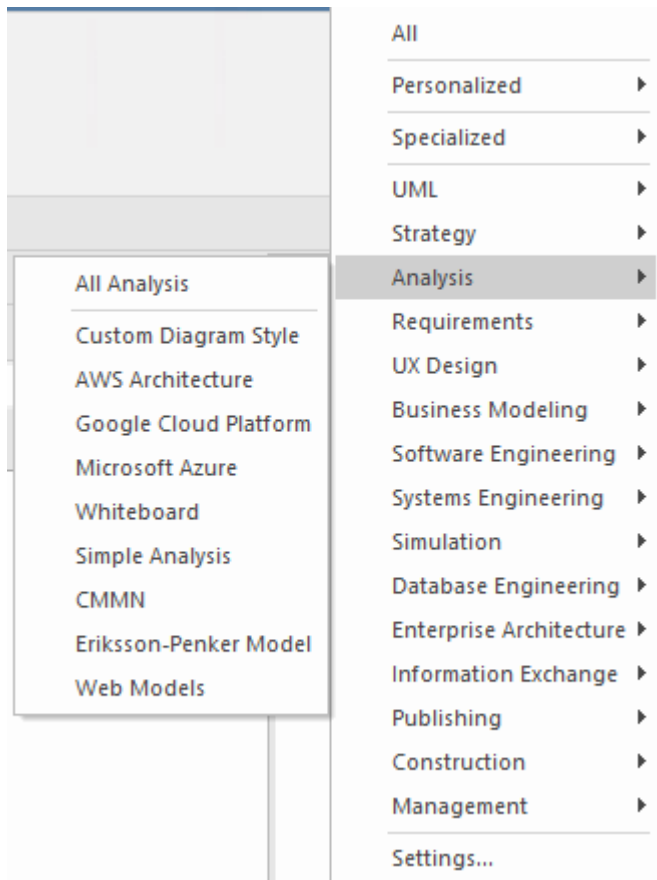 All
Personalized
Specialized
UML
Strategy
Analysis
Requirements
UX Design
Business Modeling
Software Engineering
Systems Engineering
Simulation
Database Engineering
Enterprise Architecture
Information Exchange
Publishing
Construction
Management
Settings...
All Analysis
Custom Diagram Style
AWS Architecture
Google Cloud Platform
Microsoft Azure
Whiteboard
Simple Analysis
CMMN
Eriksson-Penker Model
Web Models